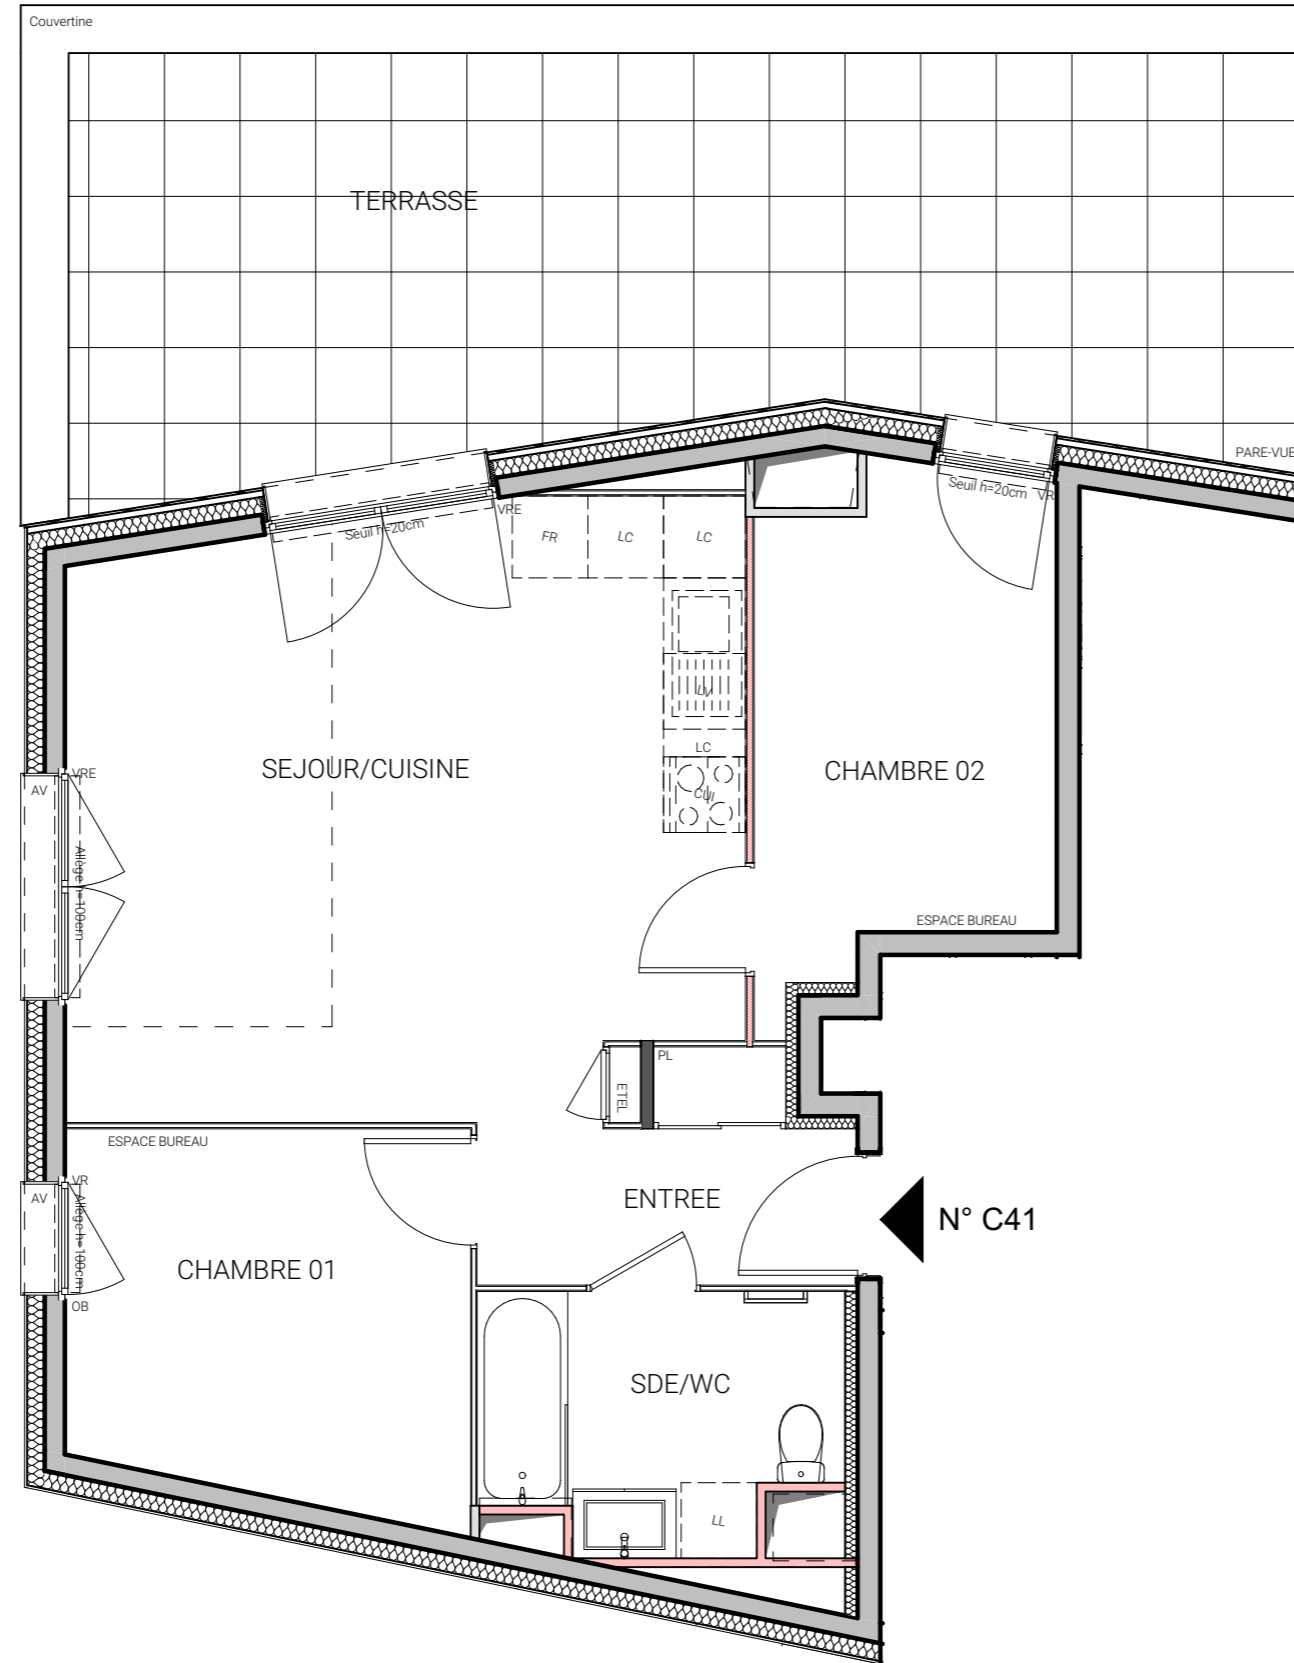 Couvertine
TERRASSE
PARE-VUE
Seuil h=20cm
VR
Seuil h=20cm
VRE
FR
LC
LC
LV
LC
CUI
SEJOUR/CUISINE
CHAMBRE 02
VRE
AV
Allège h=100cm
ESPACE BUREAU
PL
ETEL
ESPACE BUREAU
VR
AV
Allège h=100cm
OB
CHAMBRE 01
ENTREE
N° C41
SDE/WC
LL